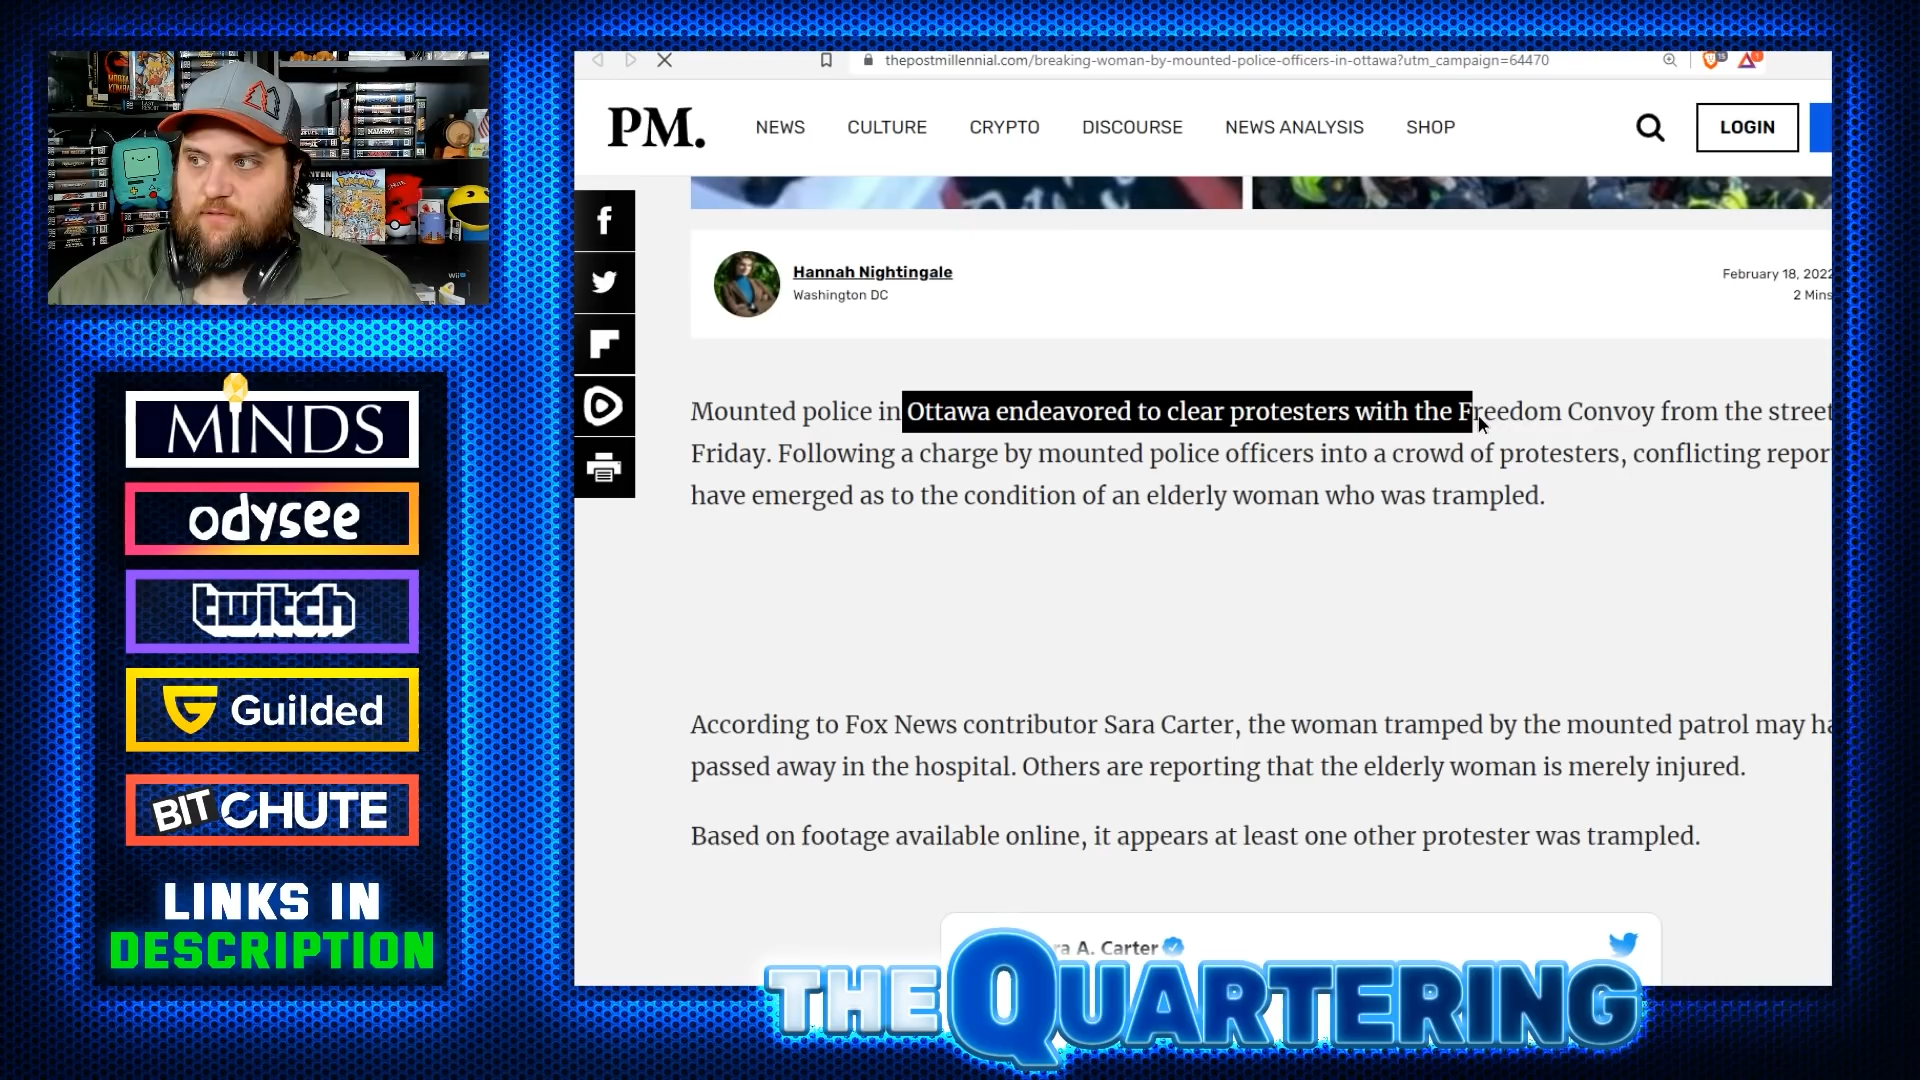 thepostmillennial.com/breaking-woman-by-mounted-police-officers-in-ottawa?utm_campaign=64470
PM.
NEWS
CULTURE
CRYPTO
DISCOURSE
NEWS ANALYSIS
SHOP
LOGIN
Hannah Nightingale
Washington DC
February 18, 2022
2 Mins
Mounted police in Ottawa endeavored to clear protesters with the Freedom Convoy from the street
Friday. Following a charge by mounted police officers into a crowd of protesters, conflicting repor
have emerged as to the condition of an elderly woman who was trampled.
According to Fox News contributor Sara Carter, the woman tramped by the mounted patrol may ha
passed away in the hospital. Others are reporting that the elderly woman is merely injured.
Based on footage available online, it appears at least one other protester was trampled.
ra A. Carter
MINDS
odysee
twitch
Guilded
BITCHUTE
LINKS IN
DESCRIPTION
THE QUARTERING